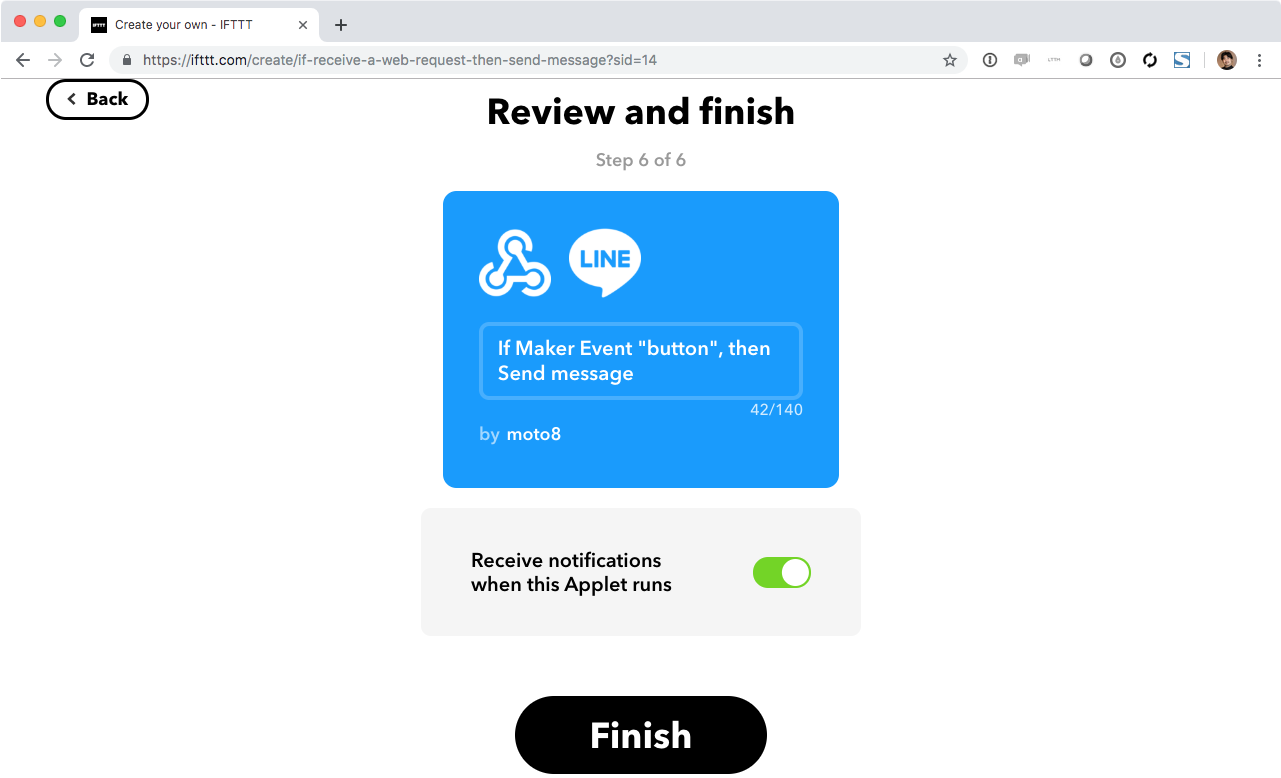 IFTTT Create your own - IFTTT
https://ifttt.com/create/if-receive-a-web-request-then-send-message?sid=14
Back
Review and finish
Step 6 of 6
LINE
If Maker Event "button", then
Send message
42/140
by moto8
Receive notifications
when this Applet runs
Finish